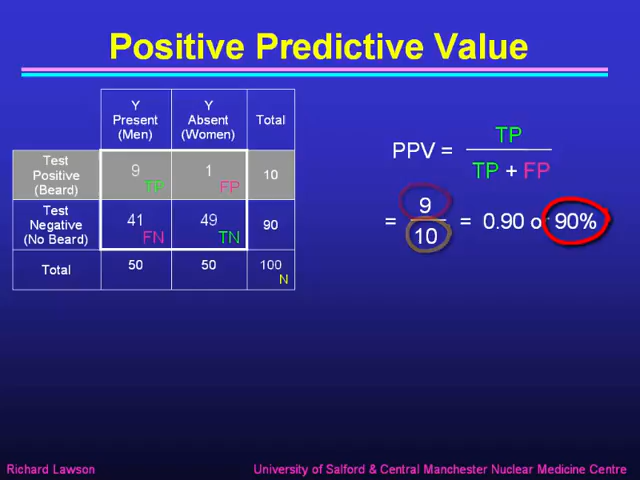 Positive Predictive Value
Y
Present
(Men)
Y
Absent
(Women)
Total
Test
Positive
(Beard)
9
TP
1
FP
10
Test
Negative
(No Beard)
41
FN
49
TN
90
Total
50
50
100
N
PPV = TP
TP + FP
= 9
10
= 0.90 or 90%
Richard Lawson
University of Salford & Central Manchester Nuclear Medicine Centre